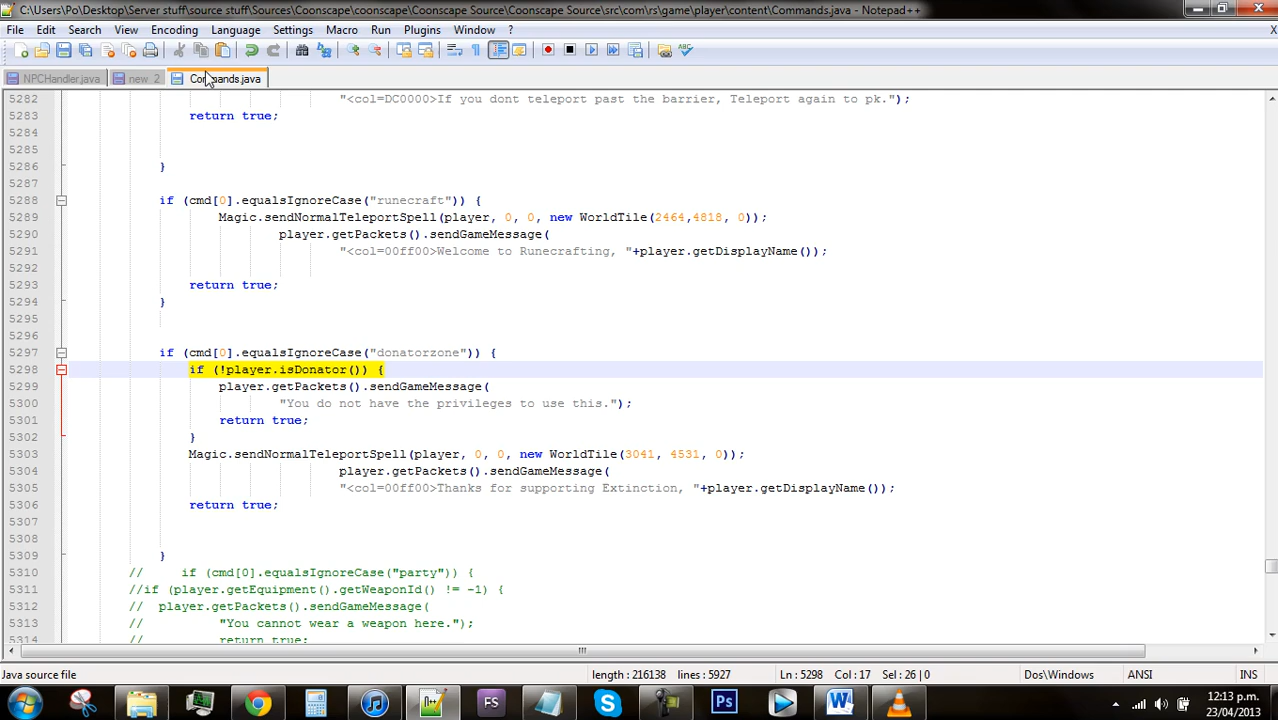 C:\Users\Po\Desktop\Server stuff\source stuff\Sources\Coonscape\coonscape\Coonscape Source\Coonscape Source\src\com\rs\game\player\content\Commands.java - Notepad++
File Edit Search View Encoding Language Settings Macro Run Plugins Window ? X
NPCHandler.java new 2 Commands.java
5282 "<col=DC0000>If you dont teleport past the barrier, Teleport again to pk.");
5283 return true;
5284
5285
5286 }
5287
5288 if (cmd[0].equalsIgnoreCase("runecraft")) {
5289 Magic.sendNormalTeleportSpell(player, 0, 0, new WorldTile(2464,4818, 0));
5290 player.getPackets().sendGameMessage(
5291 "<col=00ff00>Welcome to Runecrafting, "+player.getDisplayName());
5292
5293 return true;
5294 }
5295
5296
5297 if (cmd[0].equalsIgnoreCase("donatorzone")) {
5298 if (!player.isDonator()) {
5299 player.getPackets().sendGameMessage(
5300 "You do not have the privileges to use this.");
5301 return true;
5302 }
5303 Magic.sendNormalTeleportSpell(player, 0, 0, new WorldTile(3041, 4531, 0));
5304 player.getPackets().sendGameMessage(
5305 "<col=00ff00>Thanks for supporting Extinction, "+player.getDisplayName());
5306 return true;
5307
5308
5309 }
5310 // if (cmd[0].equalsIgnoreCase("party")) {
5311 //if (player.getEquipment().getWeaponId() != -1) {
5312 // player.getPackets().sendGameMessage(
5313 // "You cannot wear a weapon here.");
5314 // return true;
Java source file length : 216138 lines : 5927 Ln : 5298 Col : 17 Sel : 26 | 0 Dos\Windows ANSI INS
FS Ps W 12:13 p.m.
23/04/2013